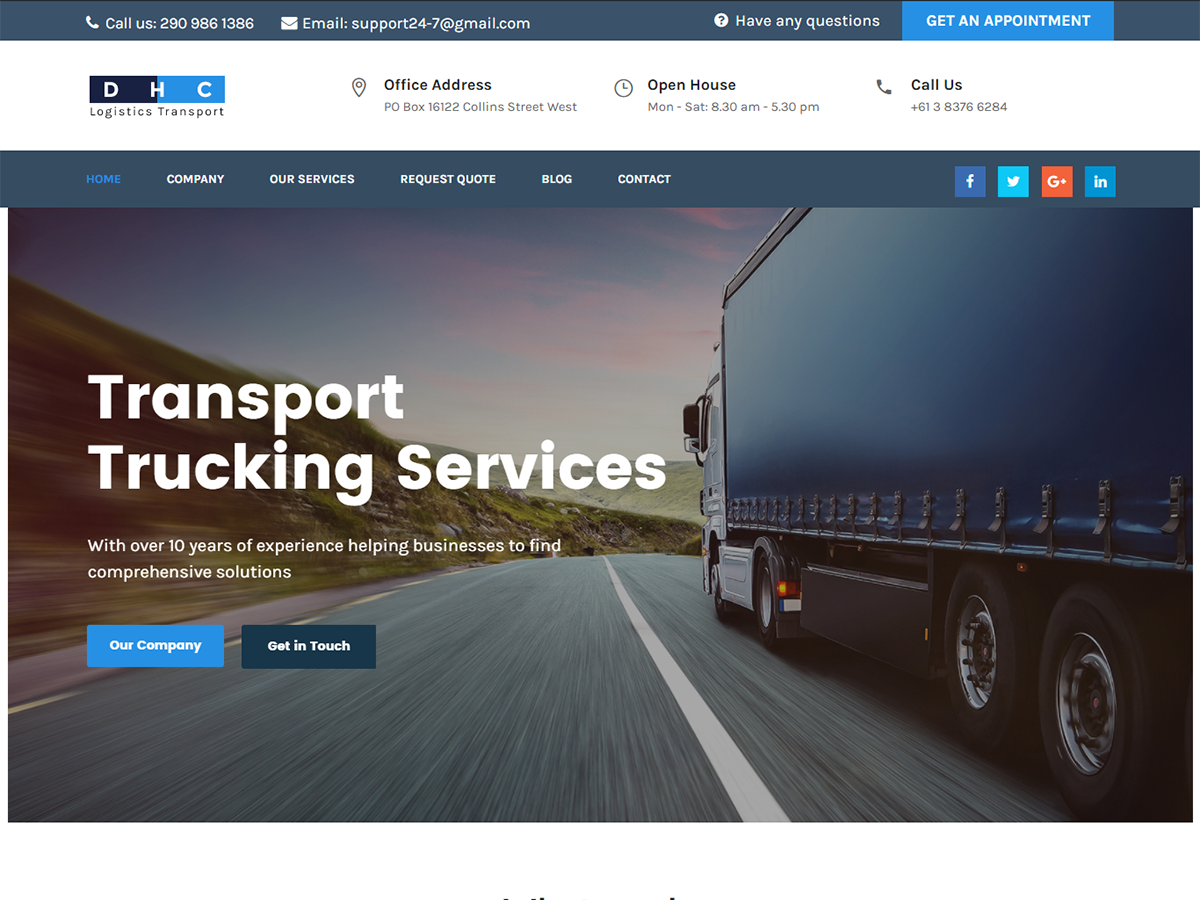 Call us: 290 986 1386
Email: support24-7@gmail.com
Have any questions
GET AN APPOINTMENT
D H C
Logistics Transport
Office Address
PO Box 16122 Collins Street West
Open House
Mon - Sat: 8.30 am - 5.30 pm
Call Us
+61 3 8376 6284
HOME
COMPANY
OUR SERVICES
REQUEST QUOTE
BLOG
CONTACT
f
G+
in
Transport
Trucking Services
With over 10 years of experience helping businesses to find
comprehensive solutions
Our Company
Get in Touch